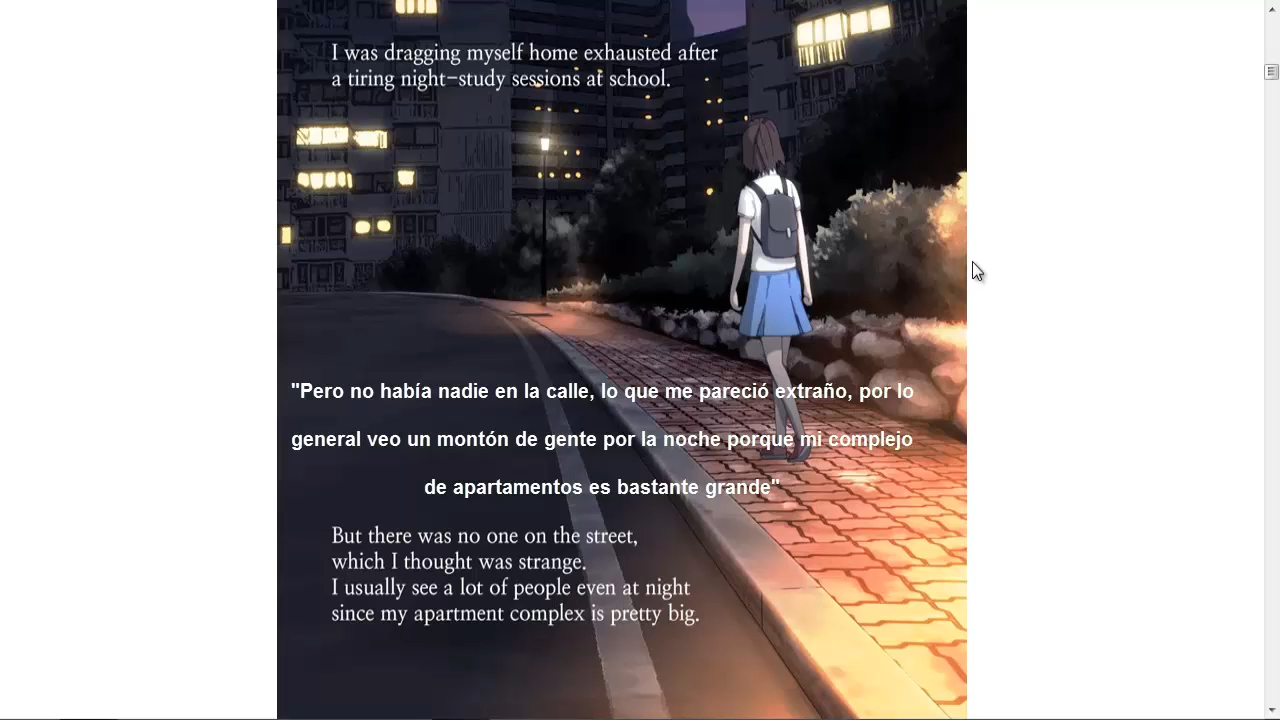 I was dragging myself home exhausted after
a tiring night-study sessions at school.
"Pero no había nadie en la calle, lo que me pareció extraño, por lo
general veo un montón de gente por la noche porque mi complejo
de apartamentos es bastante grande"
But there was no one on the street,
which I thought was strange.
I usually see a lot of people even at night
since my apartment complex is pretty big.